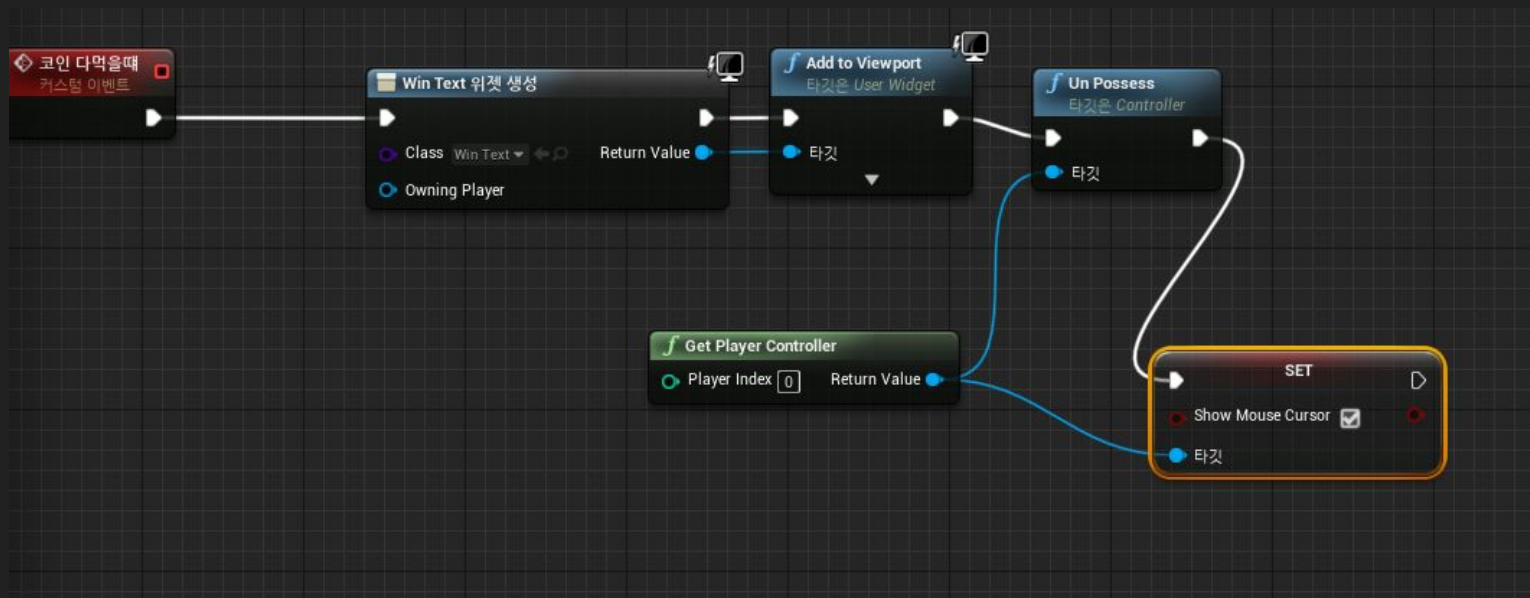 코인 다먹을떄
커스텀 이벤트
Win Text 위젯 생성
Class Win Text
Return Value
Owning Player
f Add to Viewport
타깃은 User Widget
타깃
f Un Possess
타깃은 Controller
타깃
f Get Player Controller
Player Index 0
Return Value
SET
Show Mouse Cursor
타깃